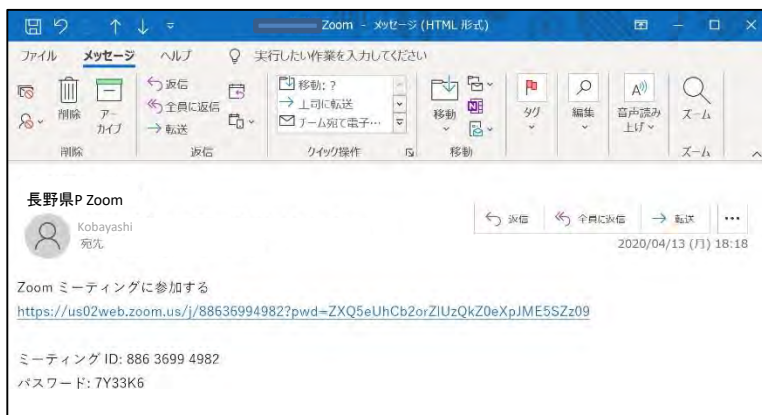 Zoom - メッセージ (HTML 形式)
ファイル メッセージ ヘルプ 実行したい作業を入力してください
削除
アーカイブ
返信
全員に返信
転送
移動: ?
上司に転送
チーム宛て電子…
移動
タグ
編集
音声読み上げ
ズーム
削除 返信 クイック操作 移動 ズーム
長野県P Zoom
Kobayashi
宛先
返信 全員に返信 転送 …
2020/04/13 (月) 18:18
Zoom ミーティングに参加する
https://us02web.zoom.us/j/88636994982?pwd=ZXQ5eUhCb2orZlUzQkZ0eXpJME5SZz09
ミーティング ID: 886 3699 4982
パスワード: 7Y33K6